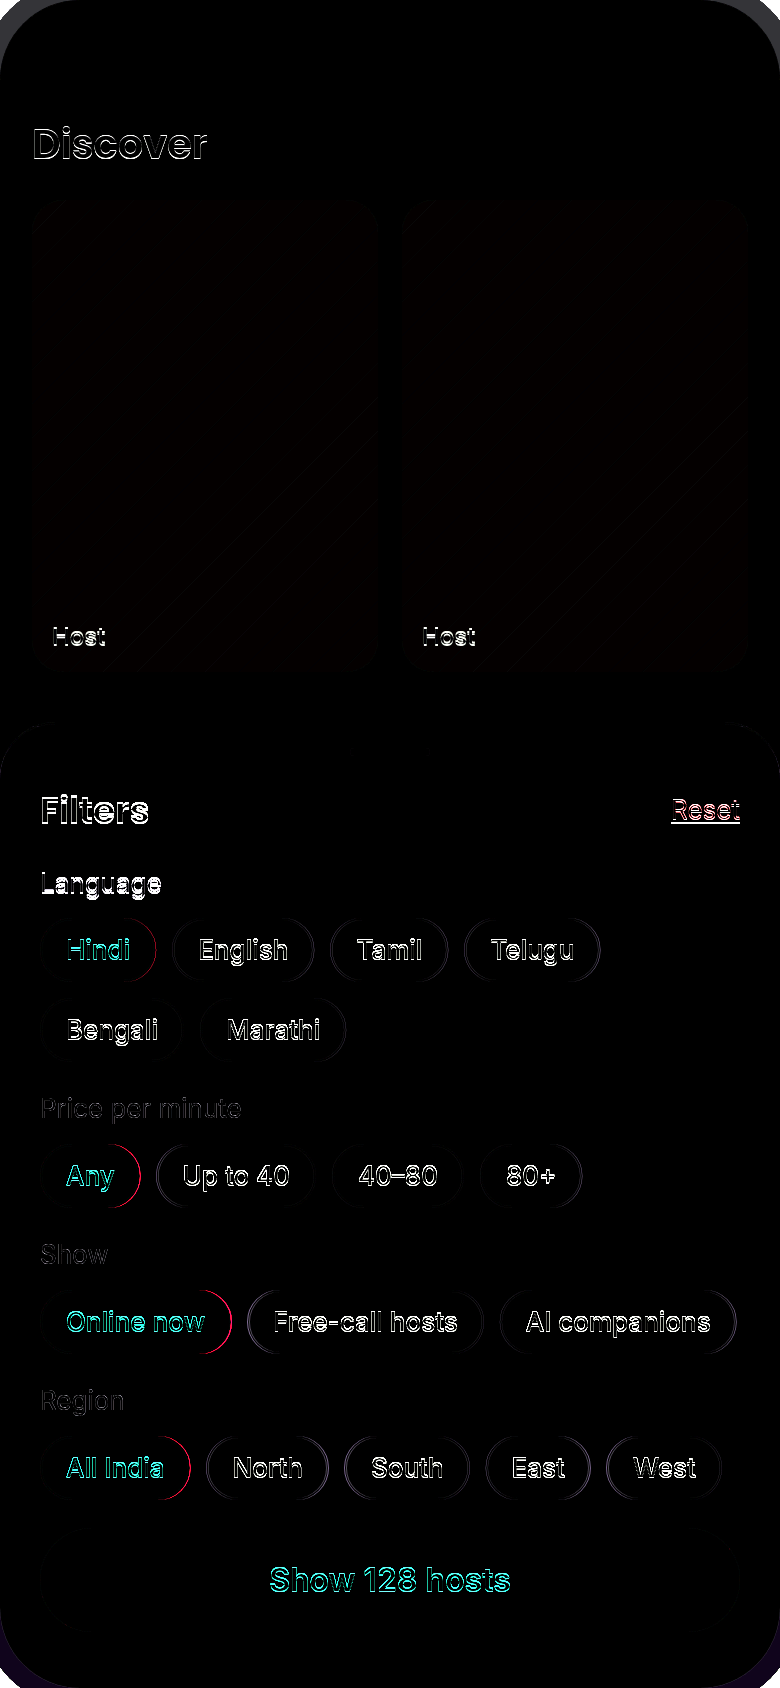 Discover
Host Host
Filters Reset
Language
Hindi English Tamil Telugu
Bengali Marathi
Price per minute
Any Up to 40 40–80 80+
Show
Online now Free-call hosts AI companions
Region
All India North South East West
Show 128 hosts